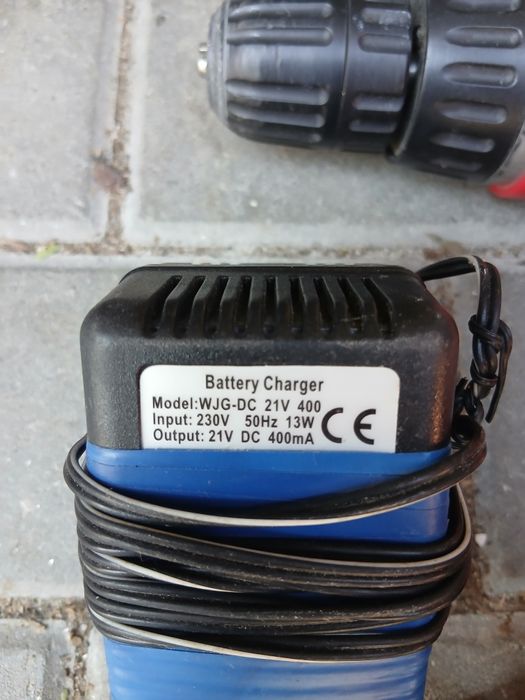 Battery Charger
Model:WJG-DC 21V 400
Input: 230V 50Hz 13W
Output: 21V DC 400mA
CE